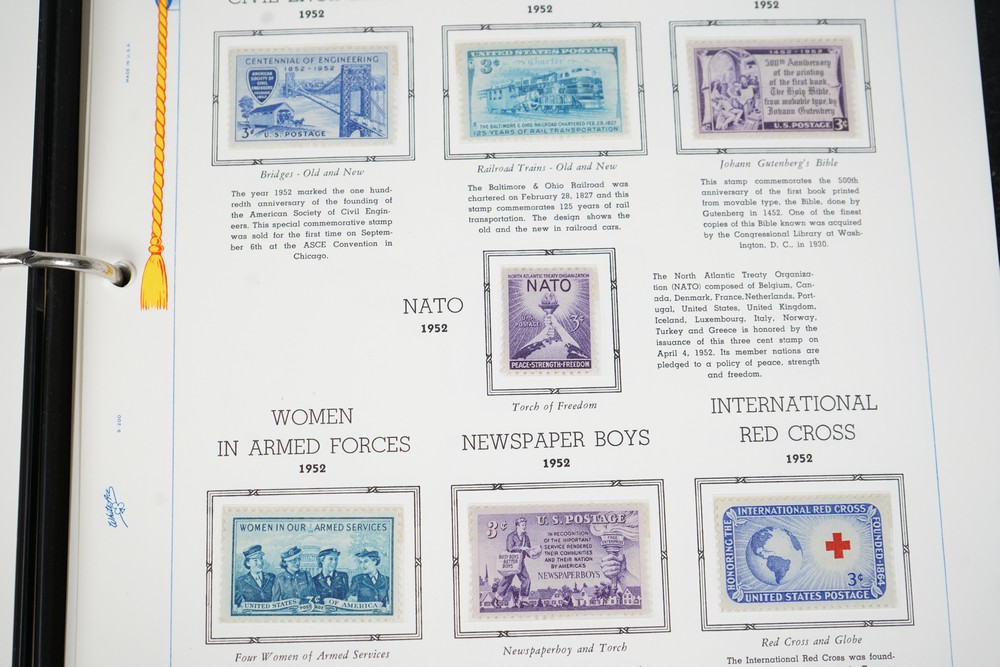 1952
CENTENNIAL OF ENGINEERING
1852-1952
AMERICAN
SOCIETY OF
CIVIL
ENGINEERS
3¢ U.S. POSTAGE
Bridges - Old and New
The year 1952 marked the one hun-
redth anniversary of the founding of
the American Society of Civil Engin-
eers. This special commemorative stamp
was sold for the first time on Septem-
ber 6th at the ASCE Convention in
Chicago.
1952
UNITED STATES POSTAGE
3¢ Charter
THE BALTIMORE & OHIO RAILROAD CHARTERED FEB.28,1827
125 YEARS OF RAIL TRANSPORTATION
Railroad Trains - Old and New
The Baltimore & Ohio Railroad was
chartered on February 28, 1827 and this
stamp commemorates 125 years of rail
transportation. The design shows the
old and the new in railroad cars.
1952
1452-1952
500th Anniversary
of the printing
of the first book,
The Holy Bible,
from movable type, by
Johann Gutenberg
U.S. POSTAGE 3¢
Johann Gutenberg's Bible
This stamp commemorates the 500th
anniversary of the first book printed
from movable type, the Bible, done by
Gutenberg in 1452. One of the finest
copies of this Bible known was acquired
by the Congressional Library at Wash-
ington, D. C., in 1930.
MADE IN U.S.A.
NATO
1952
NORTH ATLANTIC TREATY ORGANIZATION
NATO
U.S. POSTAGE 3¢
PEACE-STRENGTH-FREEDOM
Torch of Freedom
The North Atlantic Treaty Organiza-
tion (NATO) composed of Belgium, Can-
ada, Denmark, France, Netherlands, Port-
ugal, United States, United Kingdom,
Iceland, Luxembourg, Italy, Norway,
Turkey and Greece is honored by the
issuance of this three cent stamp on
April 4, 1952. Its member nations are
pledged to a policy of peace, strength
and freedom.
WOMEN
IN ARMED FORCES
1952
WOMEN IN OUR ARMED SERVICES
3¢
UNITED STATES POSTAGE OF AMERICA
Four Women of Armed Services
NEWSPAPER BOYS
1952
3¢ U.S. POSTAGE
IN RECOGNITION
OF THE IMPORTANT
SERVICE RENDERED
THEIR COMMUNITIES
AND THEIR NATION
BY AMERICA'S
NEWSPAPERBOYS
BUSY BOYS
BETTER
BOYS
FREE
ENTERPRISE
Newspaperboy and Torch
INTERNATIONAL
RED CROSS
1952
HONORING THE
INTERNATIONAL RED CROSS
FOUNDED-1864
3¢
UNITED STATES POSTAGE
Red Cross and Globe
The International Red Cross was found-